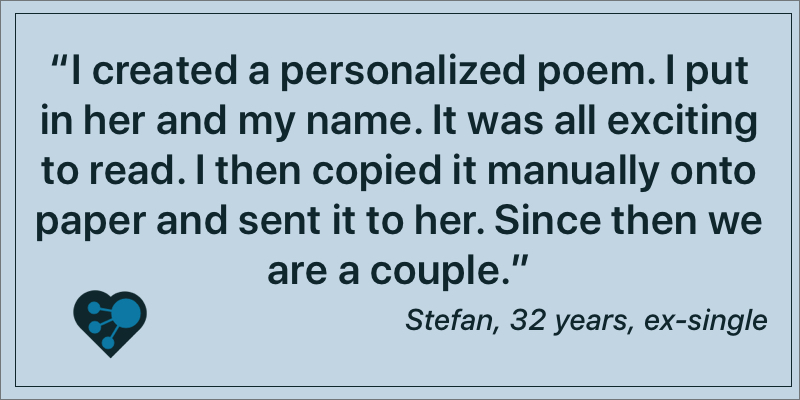 “I created a personalized poem. I put
in her and my name. It was all exciting
to read. I then copied it manually onto
paper and sent it to her. Since then we
are a couple.”
Stefan, 32 years, ex-single